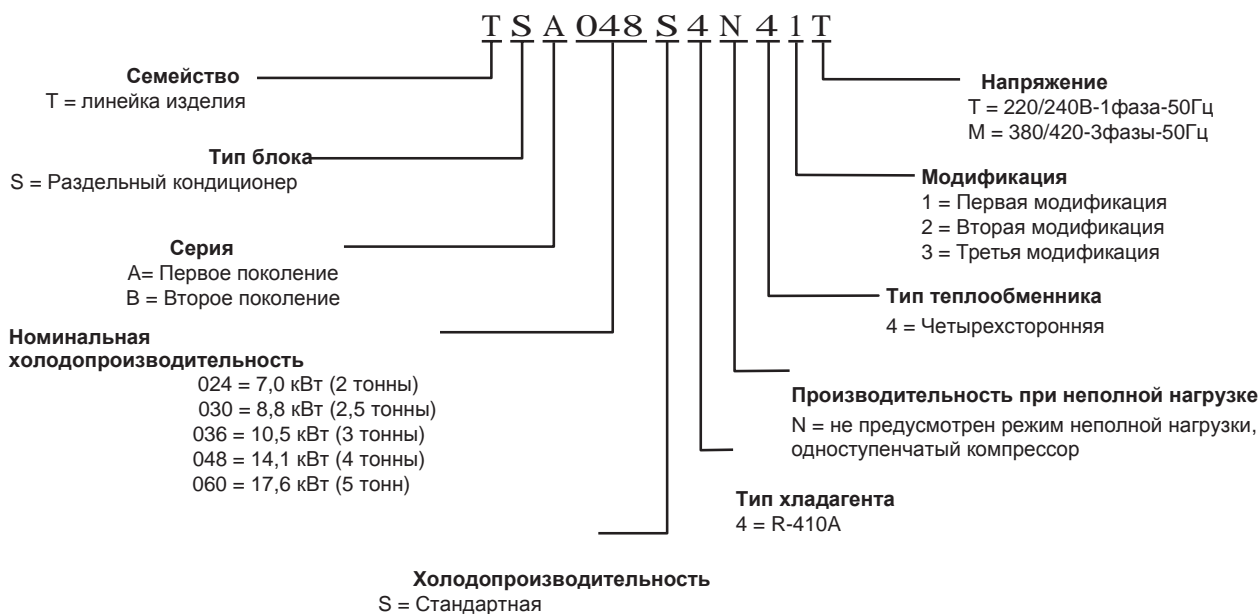 TSA048S4N41T
Семейство
T = линейка изделия
Тип блока
S = Раздельный кондиционер
Серия
A= Первое поколение
B = Второе поколение
Номинальная
холодопроизводительность
024 = 7,0 кВт (2 тонны)
030 = 8,8 кВт (2,5 тонны)
036 = 10,5 кВт (3 тонны)
048 = 14,1 кВт (4 тонны)
060 = 17,6 кВт (5 тонн)
Холодопроизводительность
S = Стандартная
Напряжение
T = 220/240В-1фаза-50Гц
M = 380/420-3фазы-50Гц
Модификация
1 = Первая модификация
2 = Вторая модификация
3 = Третья модификация
Тип теплообменника
4 = Четырехсторонняя
Производительность при неполной нагрузке
N = не предусмотрен режим неполной нагрузки,
одноступенчатый компрессор
Тип хладагента
4 = R-410A